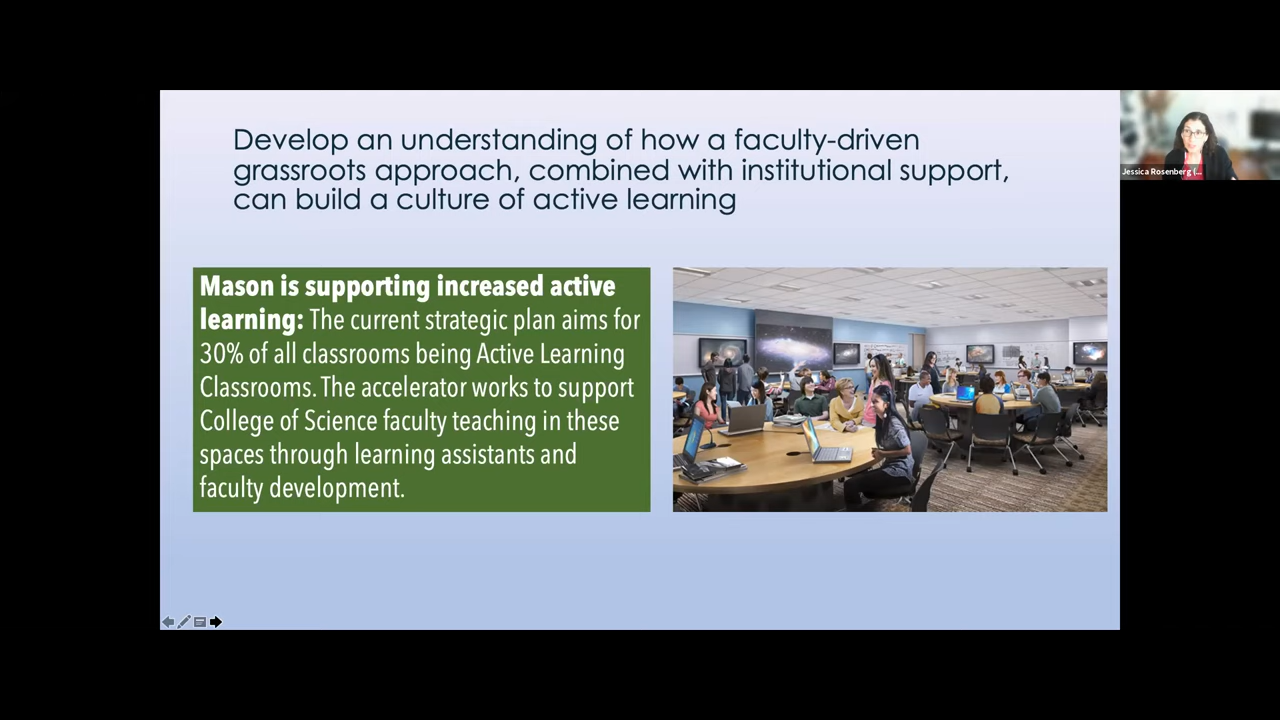 Develop an understanding of how a faculty-driven
grassroots approach, combined with institutional support,
can build a culture of active learning
Jessica Rosenberg (...
Mason is supporting increased active
learning: The current strategic plan aims for
30% of all classrooms being Active Learning
Classrooms. The accelerator works to support
College of Science faculty teaching in these
spaces through learning assistants and
faculty development.